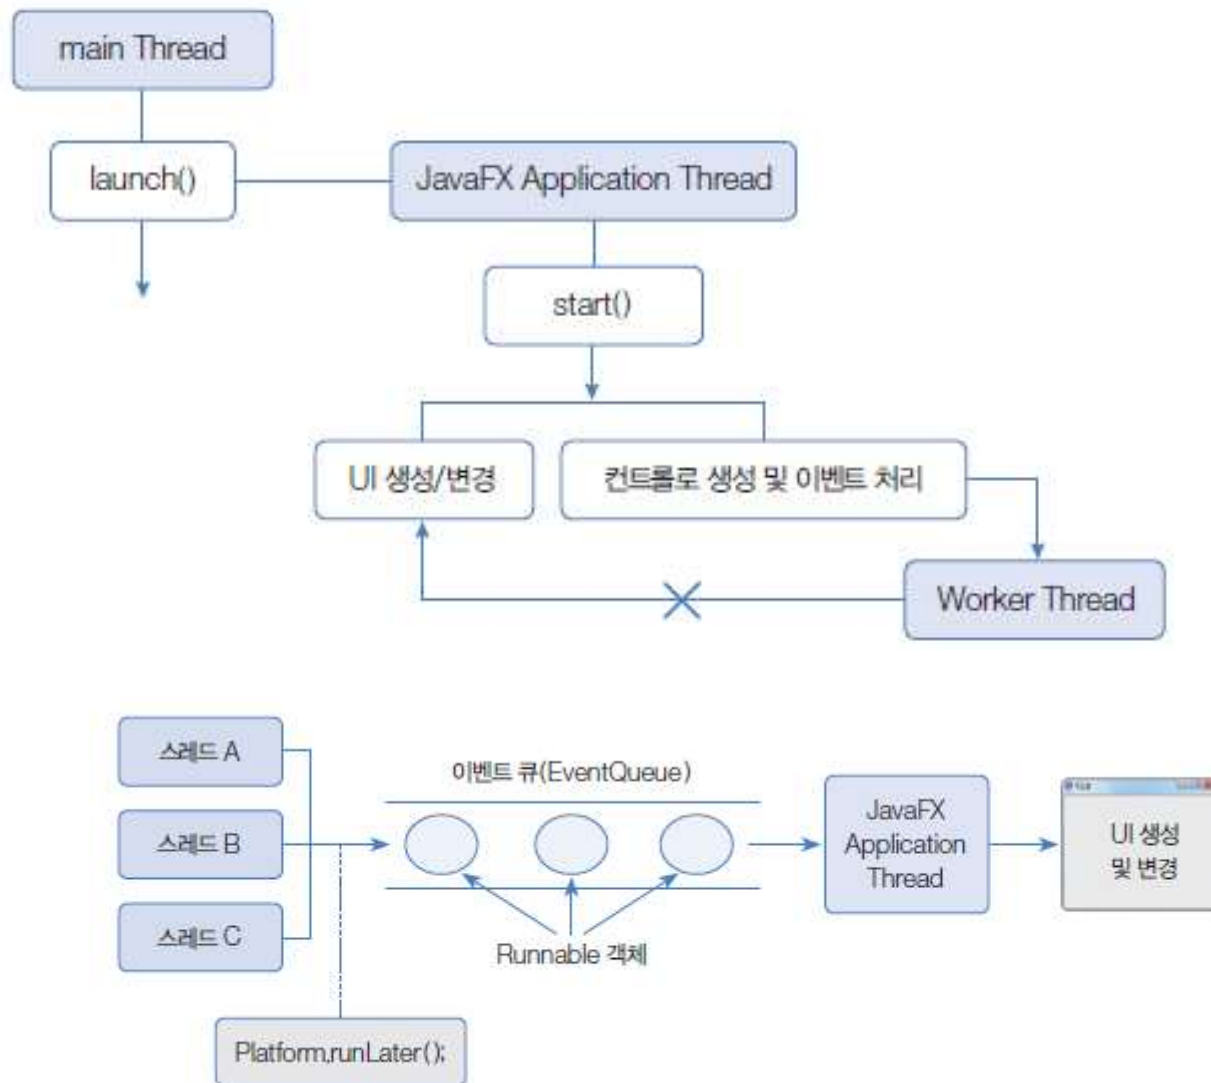 main Thread
launch()
JavaFX Application Thread
start()
UI 생성/변경
컨트롤로 생성 및 이벤트 처리
Worker Thread
스레드 A
스레드 B
스레드 C
이벤트 큐(EventQueue)
Runnable 객체
Platform.runLater();
JavaFX
Application
Thread
UI 생성
및 변경